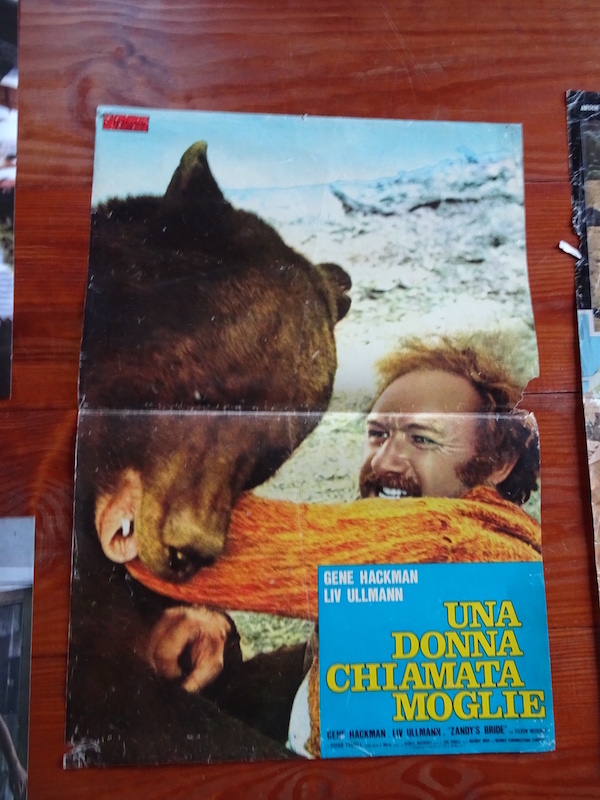 GENE HACKMAN
LIV ULLMANN
UNA
DONNA
CHIAMATA
MOGLIE
GENE HACKMAN . LIV ULLMANN . "ZANDY'S BRIDE"